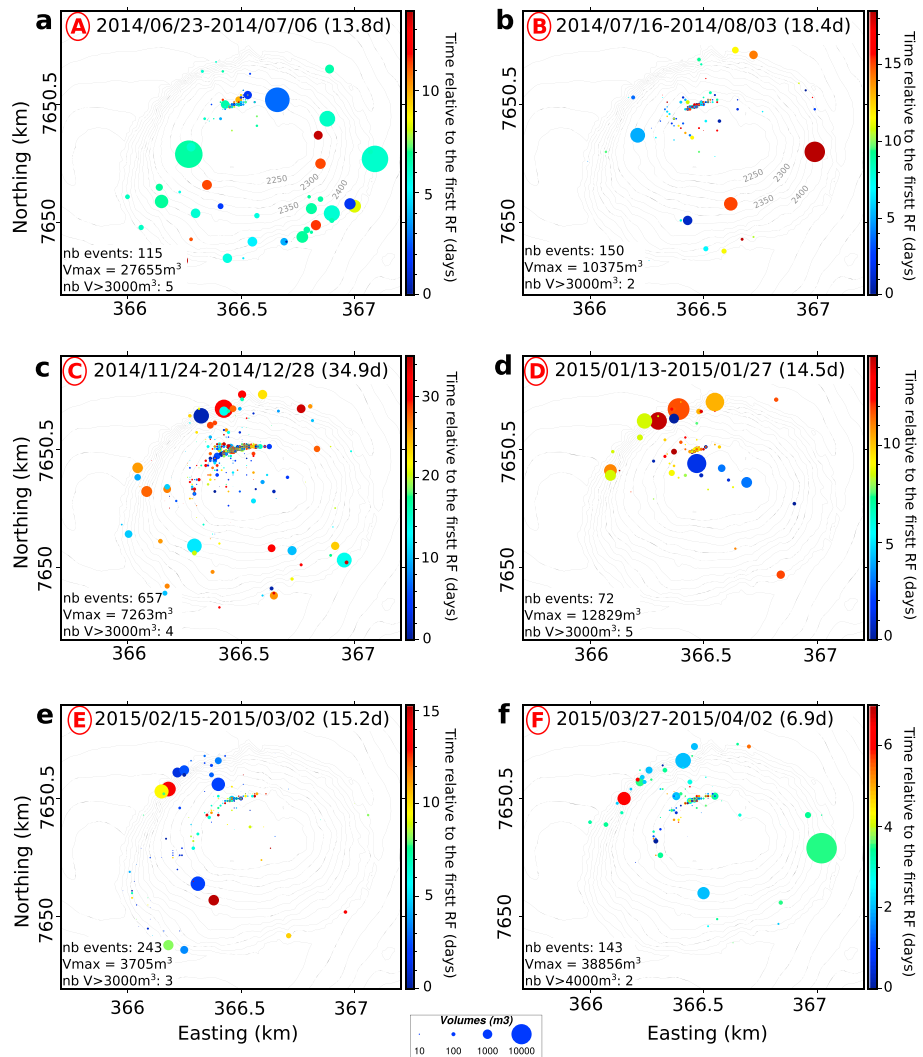 a A 2014/06/23-2014/07/06 (13.8d)
Northing (km)
7650.5
7650
2250
2300
2350
2400
nb events: 115
Vmax = 27655m³
nb V>3000m³: 5
366 366.5 367
10
5
0
Time relative to the firstt RF (days)
b B 2014/07/16-2014/08/03 (18.4d)
7650.5
7650
2250
2300
2350
2400
nb events: 150
Vmax = 10375m³
nb V>3000m³: 2
366 366.5 367
15
10
5
0
Time relative to the firstt RF (days)
c C 2014/11/24-2014/12/28 (34.9d)
Northing (km)
7650.5
7650
nb events: 657
Vmax = 7263m³
nb V>3000m³: 4
366 366.5 367
30
20
10
0
Time relative to the firstt RF (days)
d D 2015/01/13-2015/01/27 (14.5d)
7650.5
7650
nb events: 72
Vmax = 12829m³
nb V>3000m³: 5
366 366.5 367
10
5
0
Time relative to the firstt RF (days)
e E 2015/02/15-2015/03/02 (15.2d)
Northing (km)
7650.5
7650
nb events: 243
Vmax = 3705m³
nb V>3000m³: 3
366 366.5 367
Easting (km)
15
10
5
0
Time relative to the firstt RF (days)
f F 2015/03/27-2015/04/02 (6.9d)
7650.5
7650
nb events: 143
Vmax = 38856m³
nb V>4000m³: 2
366 366.5 367
Easting (km)
6
4
2
0
Time relative to the firstt RF (days)
Volumes (m3)
10 100 1000 10000